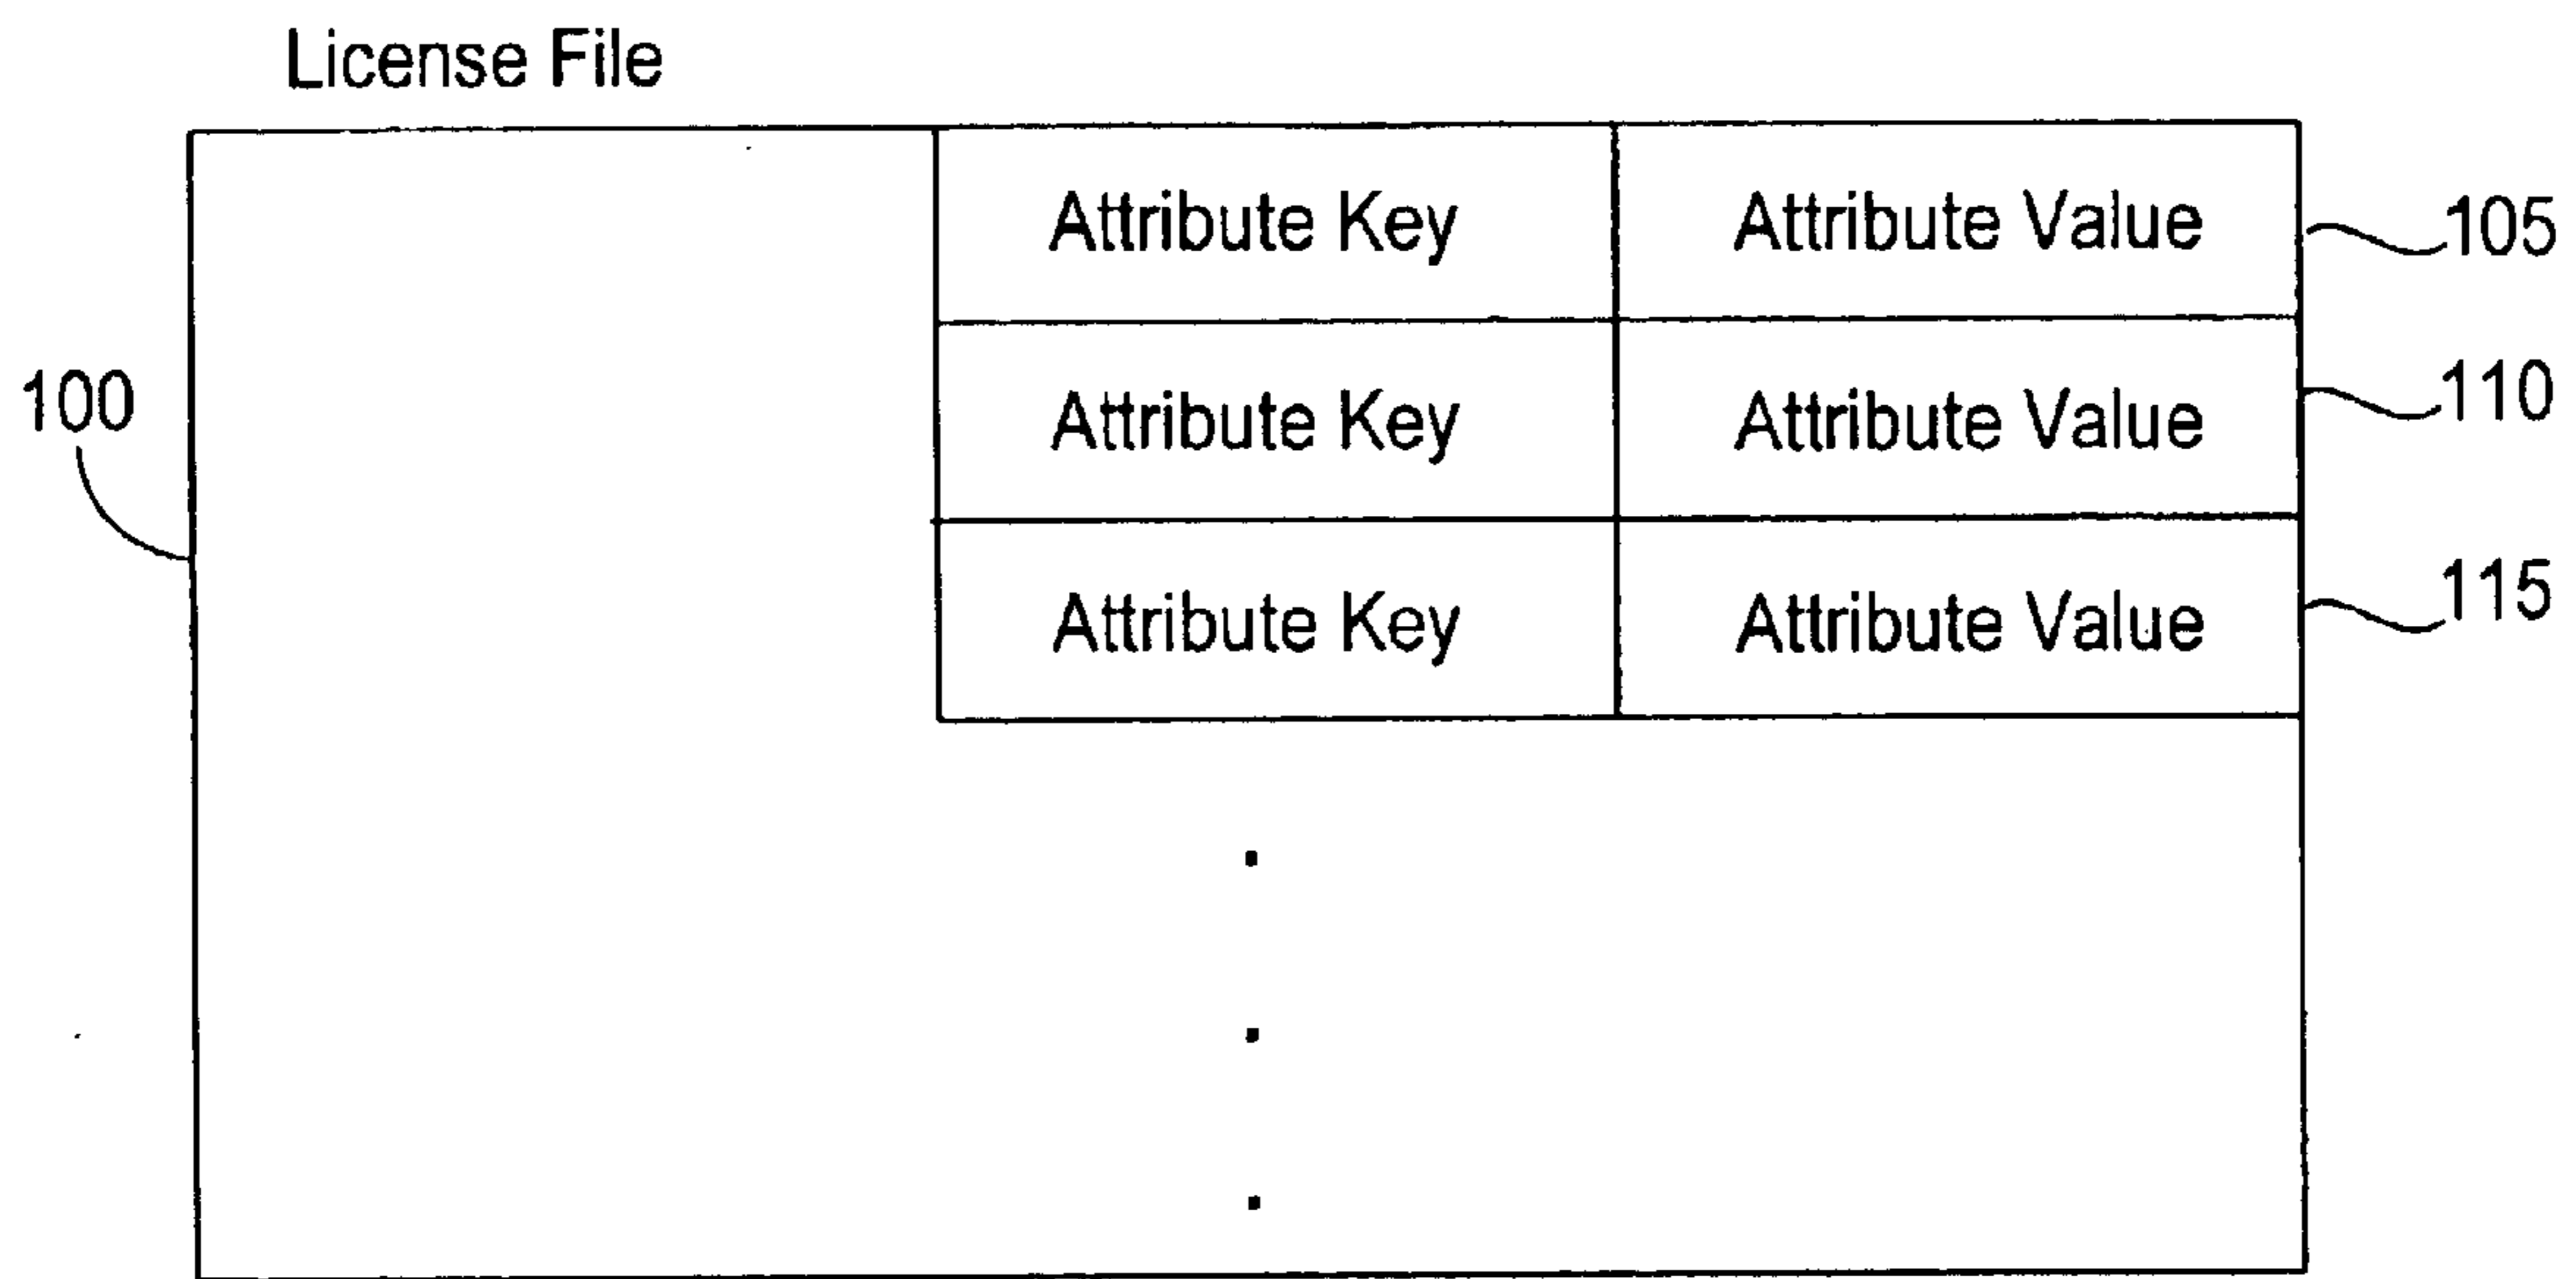 License File
Attribute Key Attribute Value 105
100 Attribute Key Attribute Value 110
Attribute Key Attribute Value 115